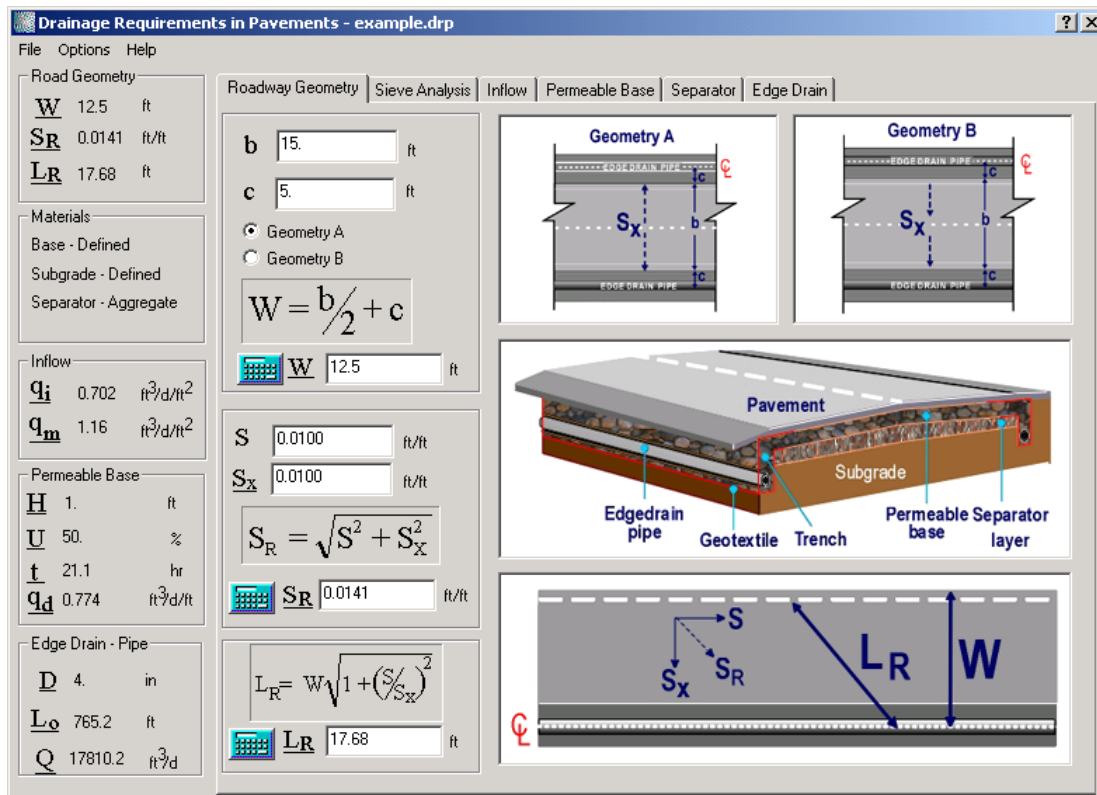 Drainage Requirements in Pavements - example.drp
File Options Help
Road Geometry
W 12.5 ft
SR 0.0141 ft/ft
LR 17.68 ft
Materials
Base - Defined
Subgrade - Defined
Separator - Aggregate
Inflow
qi 0.702 ft3/d/ft2
qm 1.16 ft3/d/ft2
Permeable Base
H 1. ft
U 50. %
t 21.1 hr
qd 0.774 ft3/d/ft
Edge Drain - Pipe
D 4. in
Lo 765.2 ft
Q 17810.2 ft3/d
Roadway Geometry Sieve Analysis Inflow Permeable Base Separator Edge Drain
b 15. ft
c 5. ft
Geometry A
Geometry B
W = b/2 + c
W 12.5 ft
S 0.0100 ft/ft
Sx 0.0100 ft/ft
SR = √S2 + SX2
SR 0.0141 ft/ft
LR = W√1 + (S/Sx)2
LR 17.68 ft
Geometry A
EDGE DRAIN PIPE
CL
c
Sx
b
c
EDGE DRAIN PIPE
Geometry B
EDGE DRAIN PIPE
CL
c
Sx
b
c
EDGE DRAIN PIPE
Pavement
Subgrade
Edgedrain pipe
Geotextile
Trench
Permeable base
Separator layer
S
SR
Sx
LR
W
CL